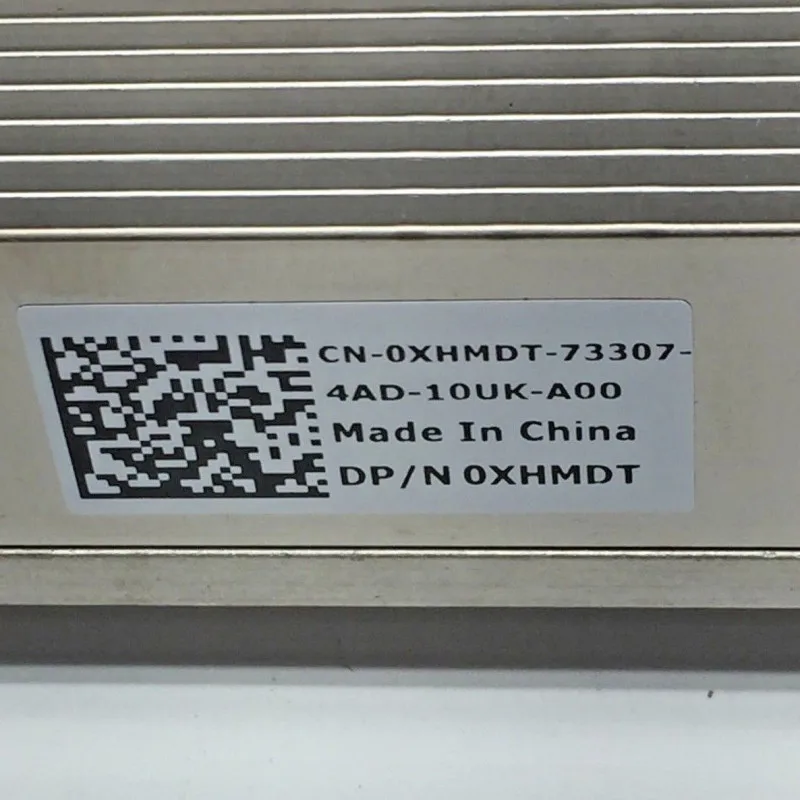 CN-0XHMDT-73307-
4AD-10UK-A00
Made In China
DP/N 0XHMDT